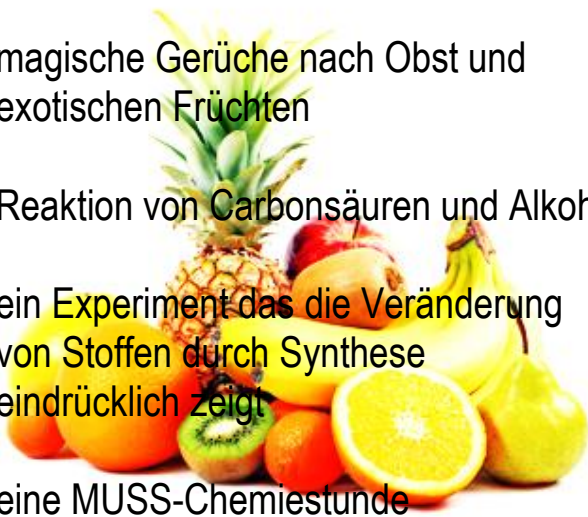 magische Gerüche nach Obst und
exotischen Früchten
Reaktion von Carbonsäuren und Alkoh
ein Experiment das die Veränderung
von Stoffen durch Synthese
eindrücklich zeigt
eine MUSS-Chemiestunde